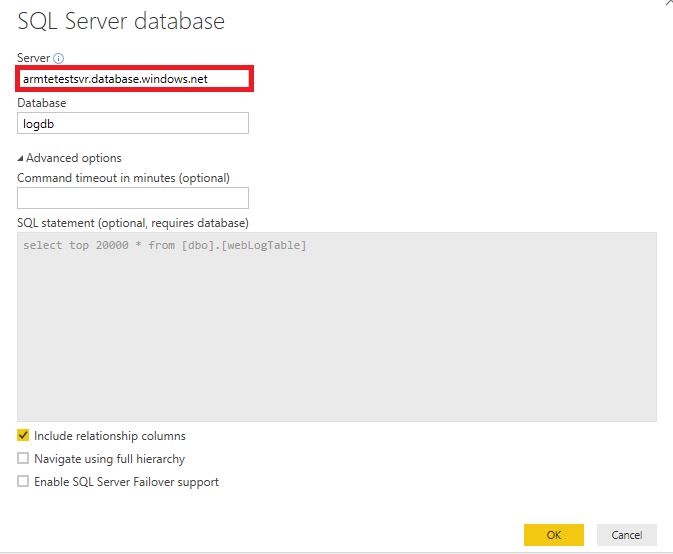 SQL Server database
Server
armtetestsvr.database.windows.net
Database
logdb
Advanced options
Command timeout in minutes (optional)
SQL statement (optional, requires database)
select top 20000 * from [dbo].[webLogTable]
Include relationship columns
Navigate using full hierarchy
Enable SQL Server Failover support
OK
Cancel